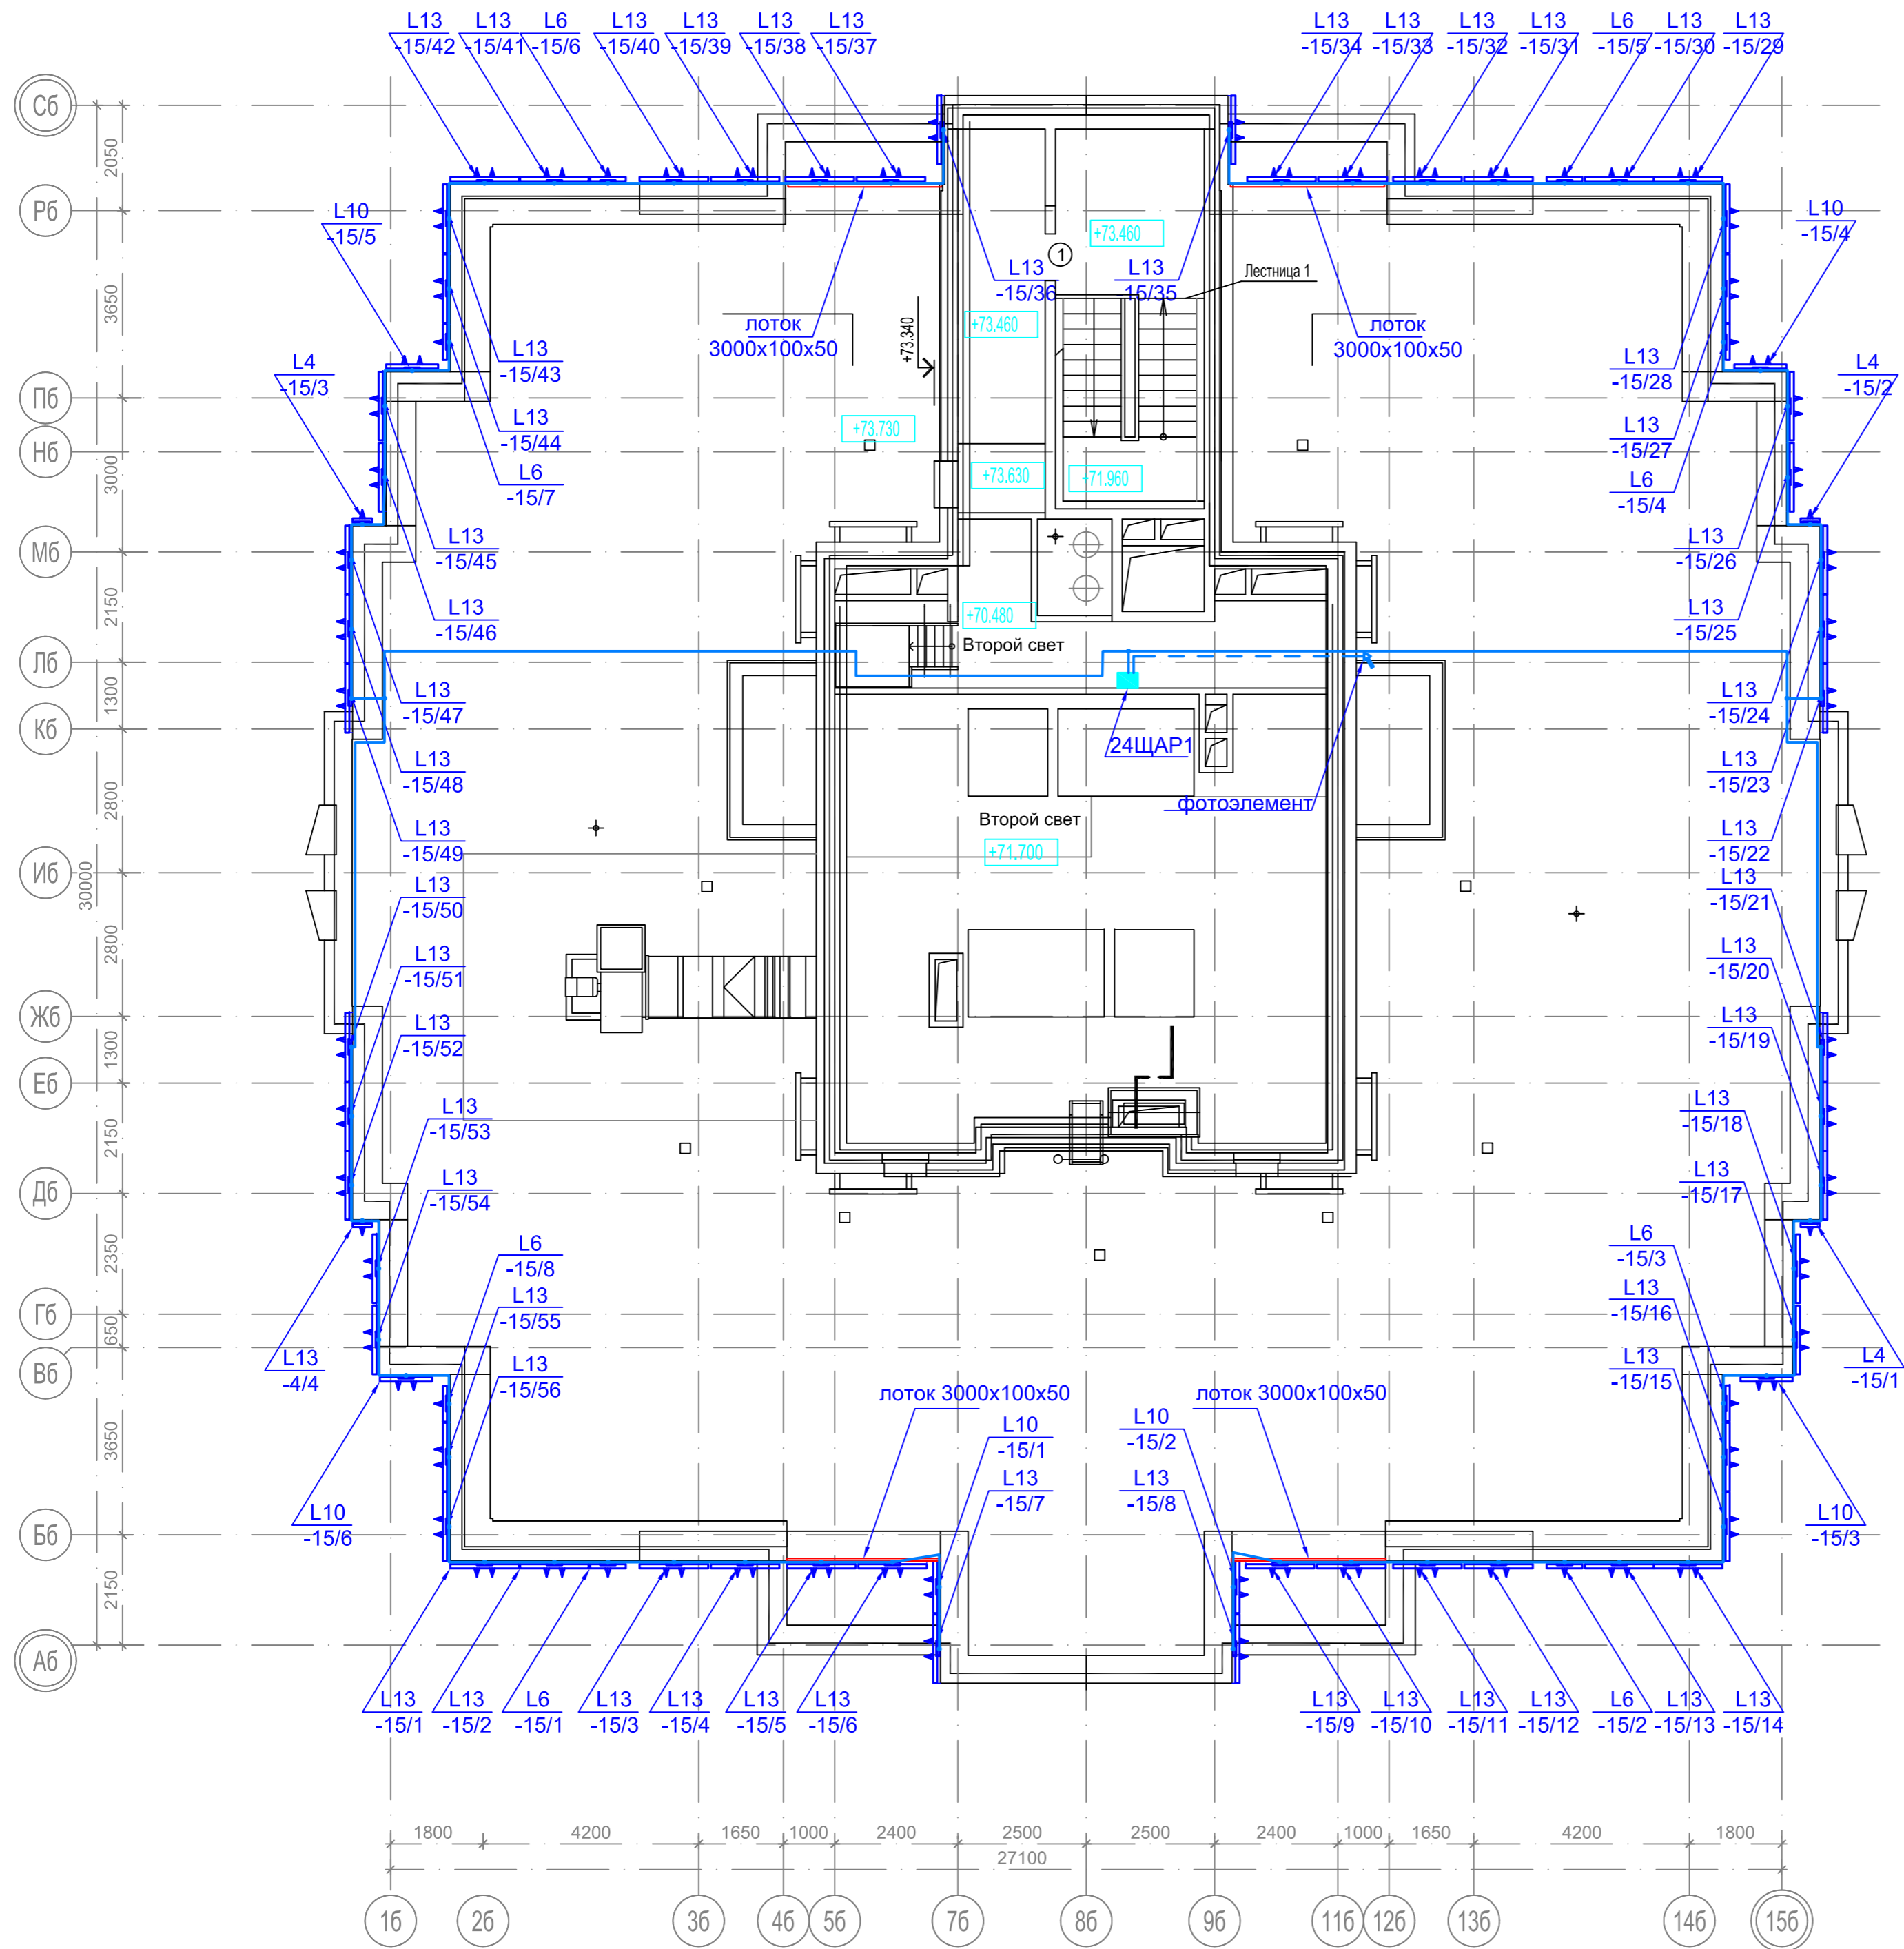 L13 L13 L6 L13 L13 L13 L13 L13 L13 L13 L13 L6 L13 L13
-15/42 -15/41 -15/6 -15/40 -15/39 -15/38 -15/37 -15/34 -15/33 -15/32 -15/31 -15/5 -15/30 -15/29
Сб
2050
Рб
L10
-15/5
L10
-15/4
+73.460
1
L13
-15/36
L13
-15/35
Лестница 1
3650
лоток
3000х100х50
+73.340
+73.460
лоток
3000х100х50
L4
-15/3
L13
-15/43
L13
-15/28
L4
-15/2
Пб
L13
-15/44
+73.730
L13
-15/27
Нб
3000
L6
-15/7
+73.630
+71.960
L6
-15/4
Мб
L13
-15/45
L13
-15/26
2150
L13
-15/46
+70.480
L13
-15/25
Лб
Второй свет
1300
L13
-15/47
L13
-15/24
Кб
24ЩАР1
L13
-15/48
L13
-15/23
2800
фотоэлемент
Второй свет
L13
-15/49
+71.700
L13
-15/22
Иб
30000
L13
-15/50
L13
-15/21
2800
L13
-15/51
L13
-15/20
Жб
1300
L13
-15/52
L13
-15/19
Еб
2150
L13
-15/53
L13
-15/18
Дб
L13
-15/54
L13
-15/17
2350
L6
-15/8
L6
-15/3
Гб
L13
-15/55
L13
-15/16
650
Вб
L13
-4/4
L13
-15/56
L13
-15/15
L4
-15/1
лоток 3000х100х50
лоток 3000х100х50
3650
L10
-15/1
L10
-15/2
L13
-15/7
L13
-15/8
L10
-15/6
L10
-15/3
Бб
2150
Аб
L13 L13 L6 L13 L13 L13 L13 L13 L13 L13 L13 L6 L13 L13
-15/1 -15/2 -15/1 -15/3 -15/4 -15/5 -15/6 -15/9 -15/10 -15/11 -15/12 -15/2 -15/13 -15/14
1800 4200 1650 1000 2400 2500 2500 2400 1000 1650 4200 1800
27100
1б 2б 3б 4б 5б 7б 8б 9б 11б 12б 13б 14б 15б